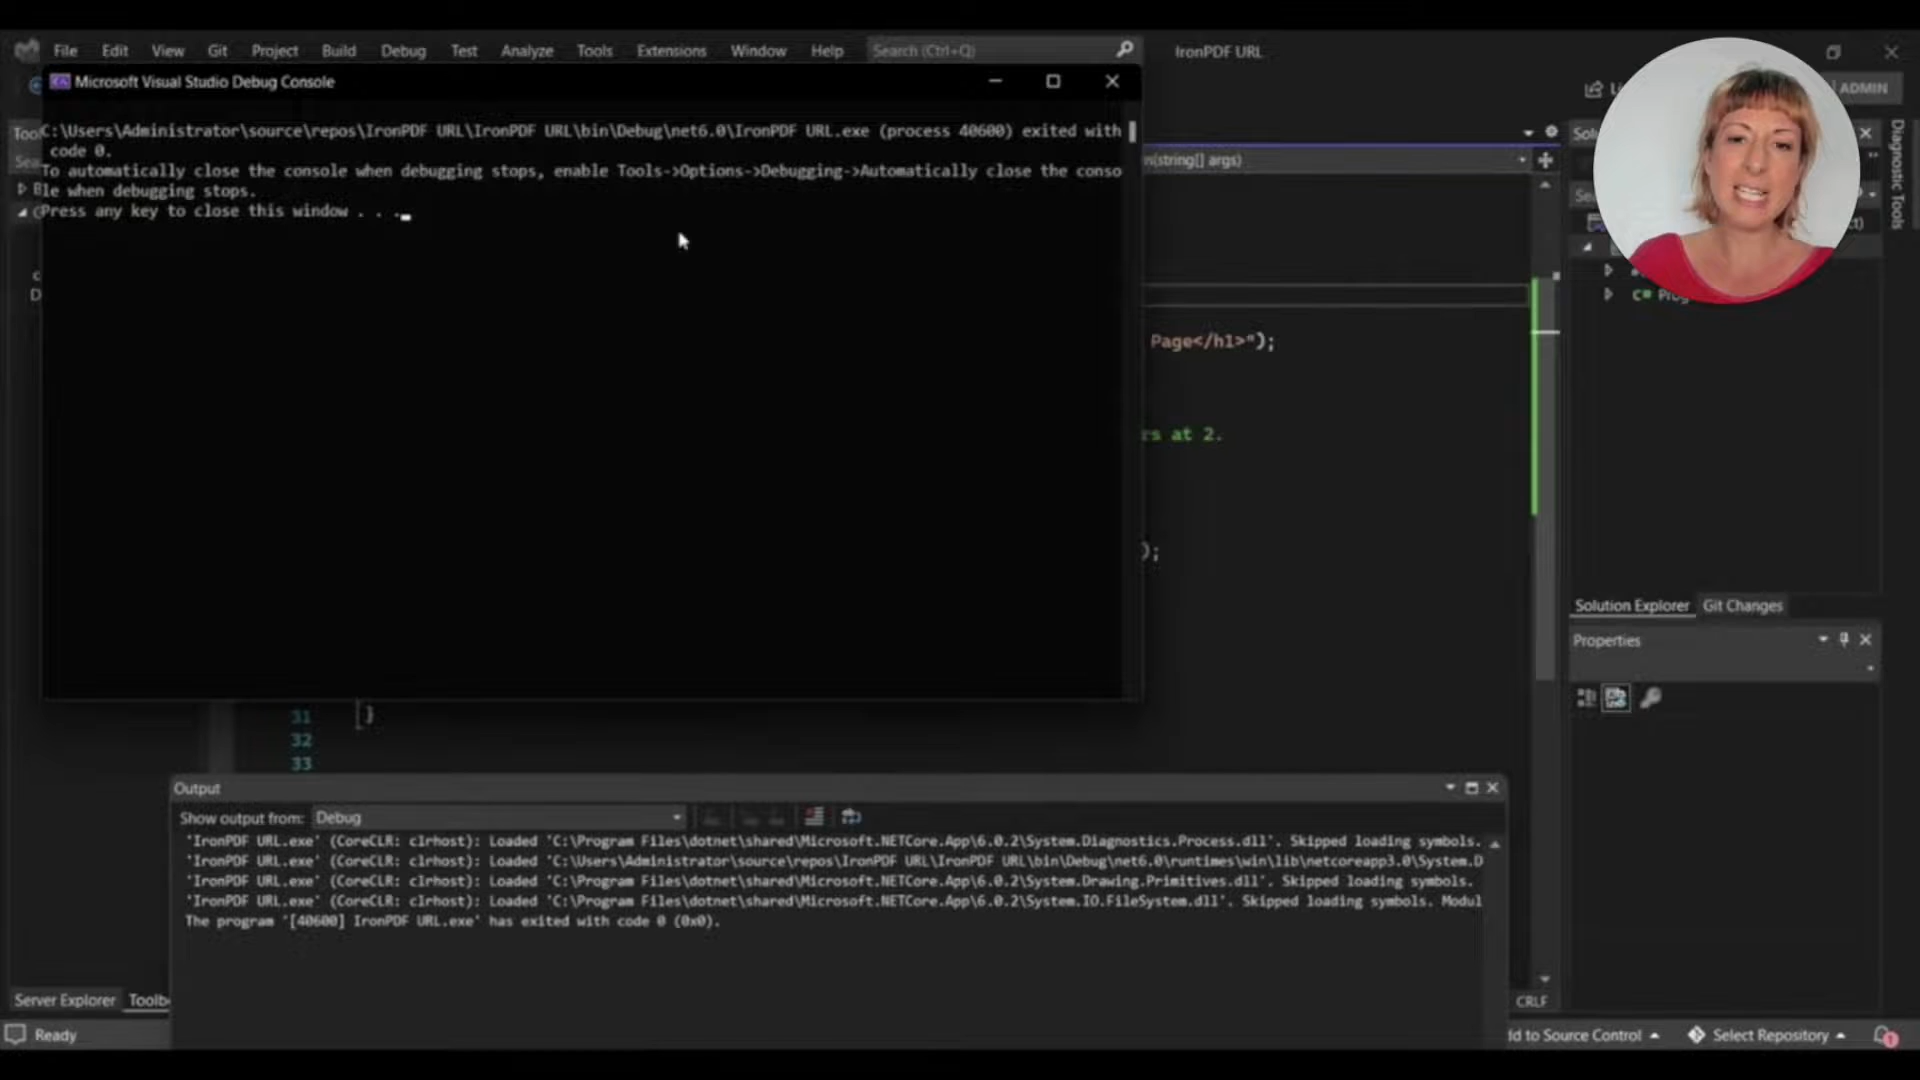 File Edit View Git Project Build Debug Test Analyze Tools Extensions Window Help Search (Ctrl+Q) IronPDF URL
ADMIN
Microsoft Visual Studio Debug Console
C:\Users\Administrator\source\repos\IronPDF URL\IronPDF URL\bin\Debug\net6.0\IronPDF URL.exe (process 40600) exited with
code 0.
To automatically close the console when debugging stops, enable Tools->Options->Debugging->Automatically close the conso
le when debugging stops.
Press any key to close this window . . .
(string[] args)
Diagnostic Tools
Page</h1>");
at 2.
);
Solution Explorer Git Changes
Properties
31 }
32
33
Output
Show output from: Debug
'IronPDF URL.exe' (CoreCLR: clrhost): Loaded 'C:\Program Files\dotnet\shared\Microsoft.NETCore.App\6.0.2\System.Diagnostics.Process.dll'. Skipped loading symbols.
'IronPDF URL.exe' (CoreCLR: clrhost): Loaded 'C:\Users\Administrator\source\repos\IronPDF URL\IronPDF URL\bin\Debug\net6.0\runtimes\win\lib\netcoreapp3.0\System.D
'IronPDF URL.exe' (CoreCLR: clrhost): Loaded 'C:\Program Files\dotnet\shared\Microsoft.NETCore.App\6.0.2\System.Drawing.Primitives.dll'. Skipped loading symbols.
'IronPDF URL.exe' (CoreCLR: clrhost): Loaded 'C:\Program Files\dotnet\shared\Microsoft.NETCore.App\6.0.2\System.IO.FileSystem.dll'. Skipped loading symbols. Modul
The program '[40600] IronPDF URL.exe' has exited with code 0 (0x0).
Server Explorer Toolb
CRLF
Ready
to Source Control Select Repository
1